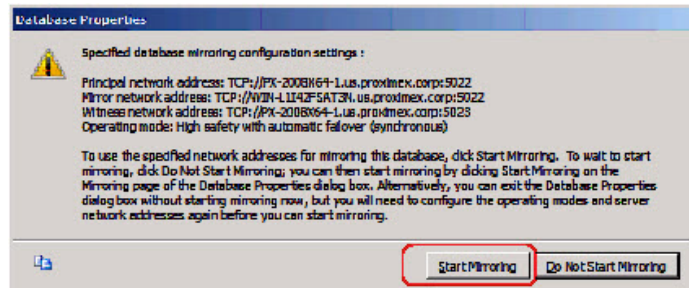 Database Properties
Specified database mirroring configuration settings :
Principal network address: TCP://PX-2008X64-1.us.proximex.corp:5022
Mirror network address: TCP://WIN-L1I42FSAT3N.us.proximex.corp:5022
Witness network address: TCP://PX-2008X64-1.us.proximex.corp:5023
Operating mode: High safety with automatic failover (synchronous)
To use the specified network addresses for mirroring this database, click Start Mirroring. To wait to start
mirroring, click Do Not Start Mirroring; you can then start mirroring by clicking Start Mirroring on the
Mirroring page of the Database Properties dialog box. Alternatively, you can exit the Database Properties
dialog box without starting mirroring now, but you will need to configure the operating modes and server
network addresses again before you can start mirroring.
Start Mirroring
Do Not Start Mirroring